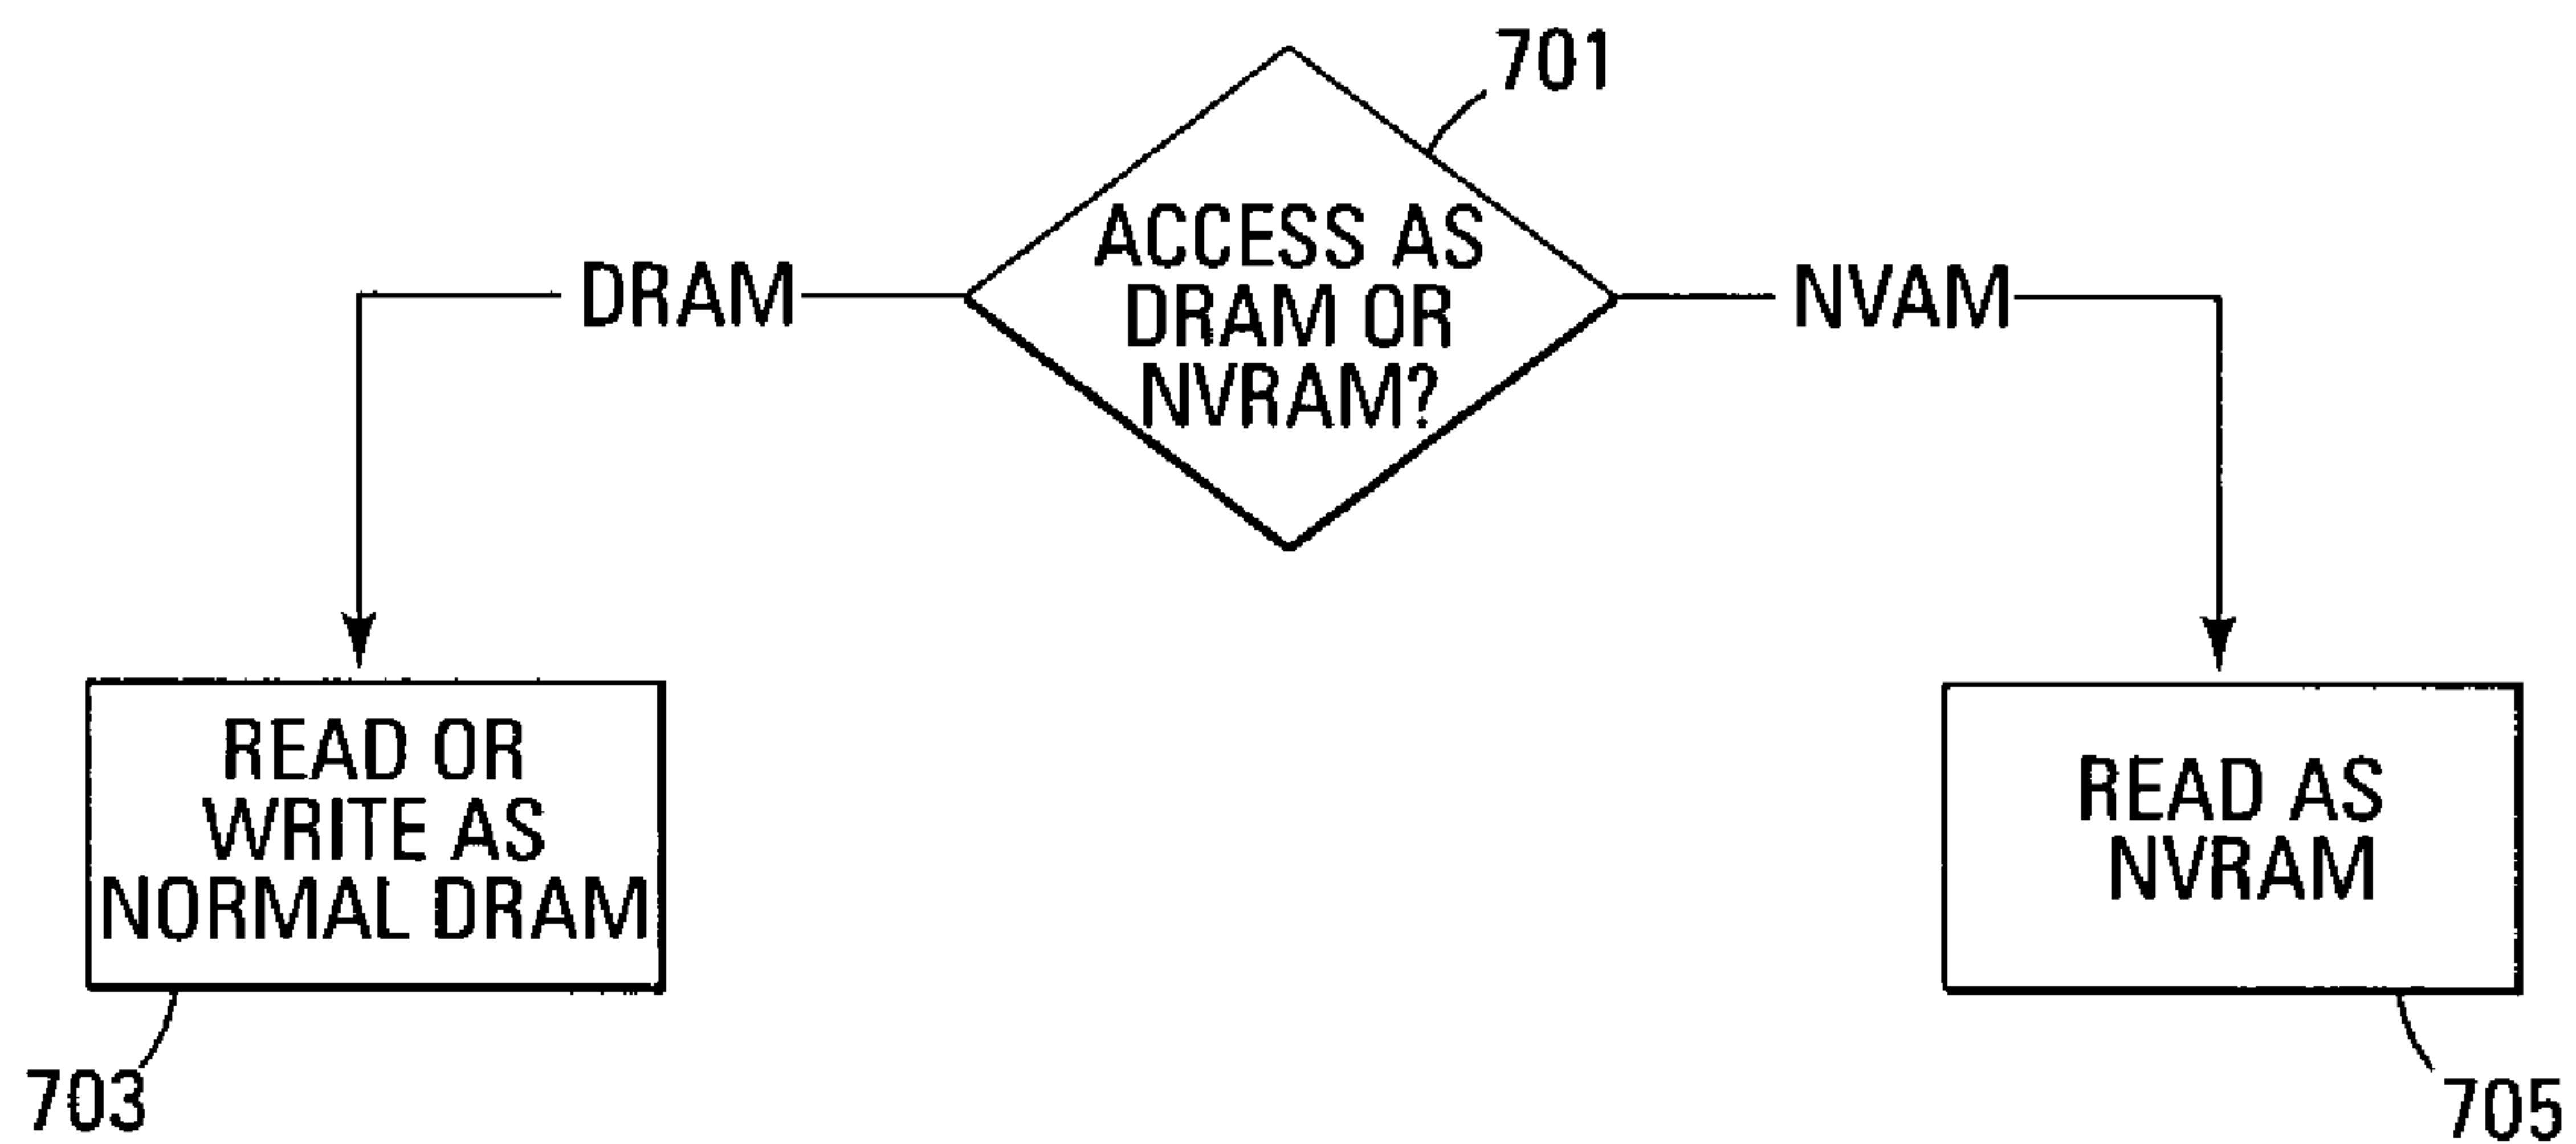 701
ACCESS AS
DRAM OR
NVRAM?
DRAM
NVAM
READ OR
WRITE AS
NORMAL DRAM
READ AS
NVRAM
703
705